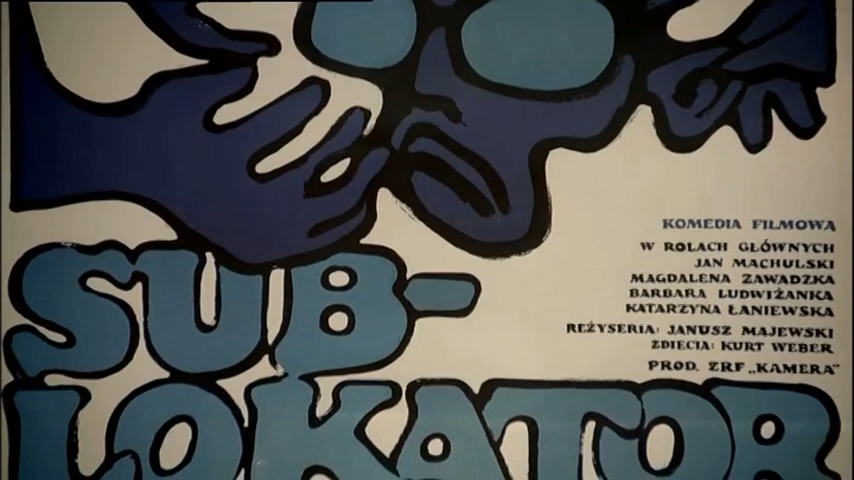 KOMEDIA FILMOWA
W ROLACH GŁÓWNYCH
JAN MACHULSKI
MAGDALENA ZAWADZKA
BARBARA LUDWIŻANKA
KATARZYNA ŁANIEWSKA
REŻYSERIA: JANUSZ MAJEWSKI
ZDJĘCIA: KURT WEBER
PROD. ZRF „KAMERA”
SUB-
LOKATOR